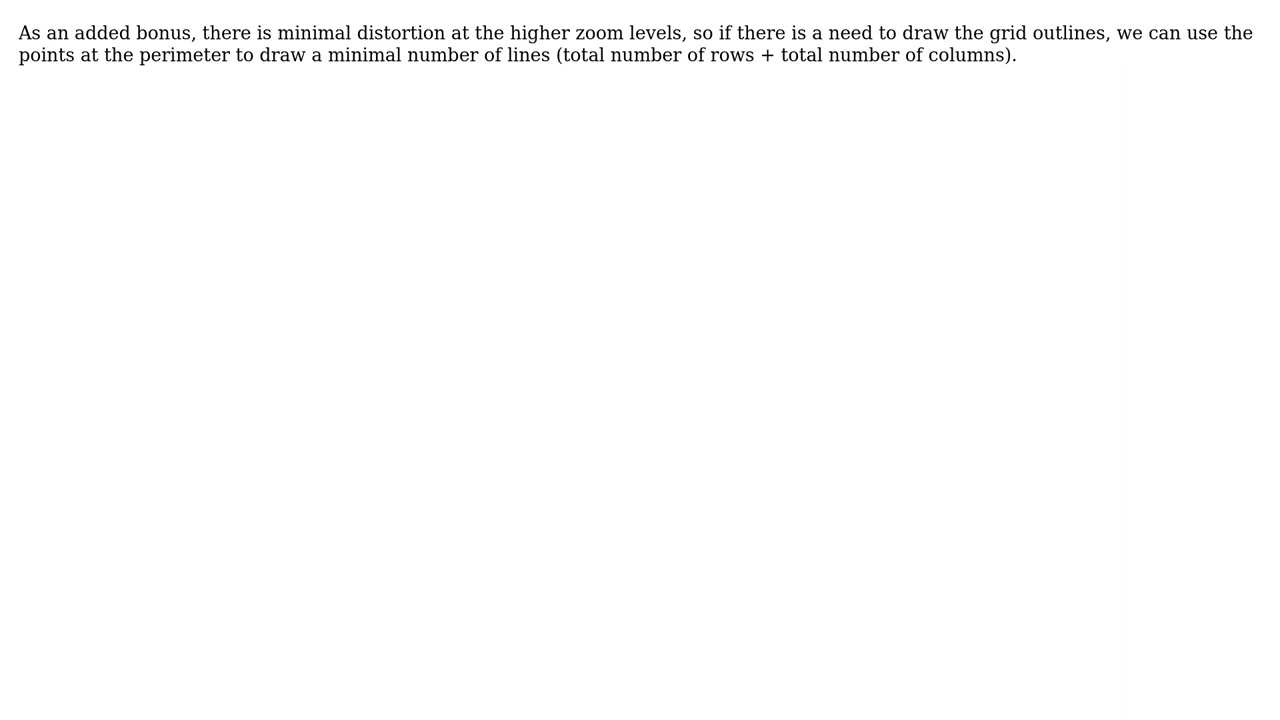 As an added bonus, there is minimal distortion at the higher zoom levels, so if there is a need to draw the grid outlines, we can use the
points at the perimeter to draw a minimal number of lines (total number of rows + total number of columns).